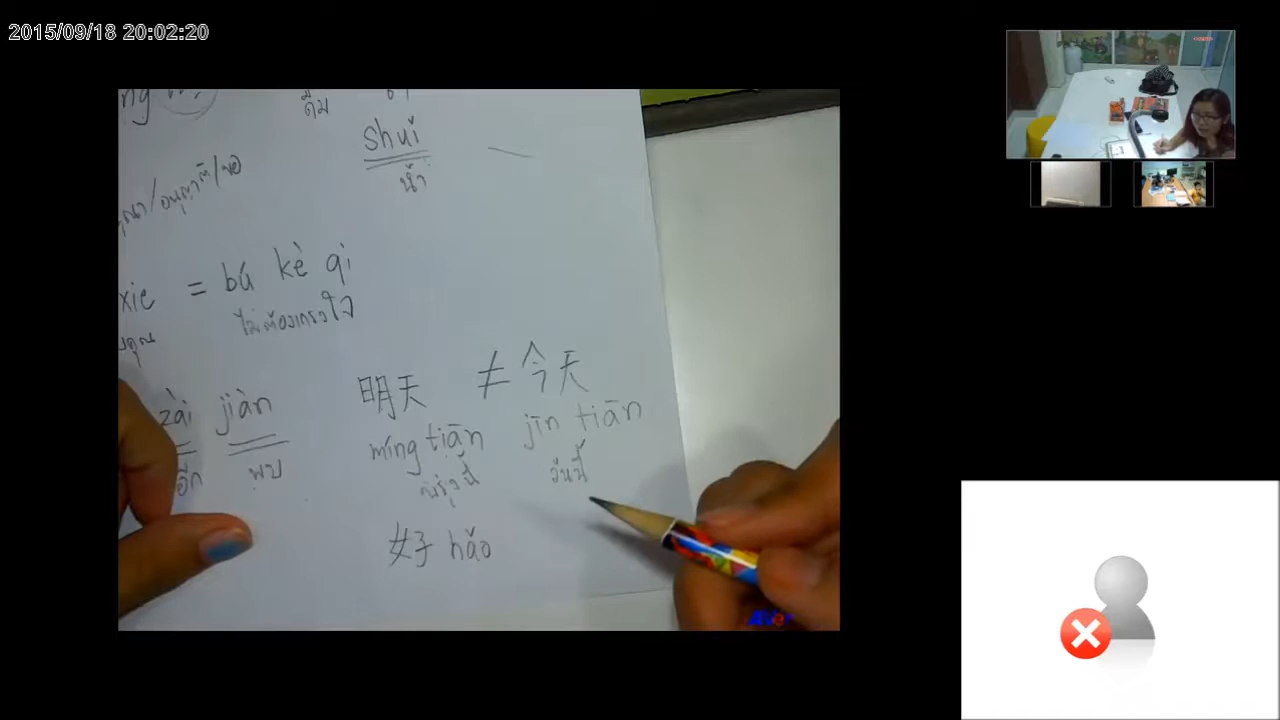 2015/09/18 20:02:20
ดื่ม
shuǐ
น้ำ
xie = bú kè qi
ไม่ต้องเกรงใจ
zài jiàn
อีก พบ
明天 ≠ 今天
míng tiān jīn tiān
พรุ่งนี้ วันนี้
好 hǎo
AVer